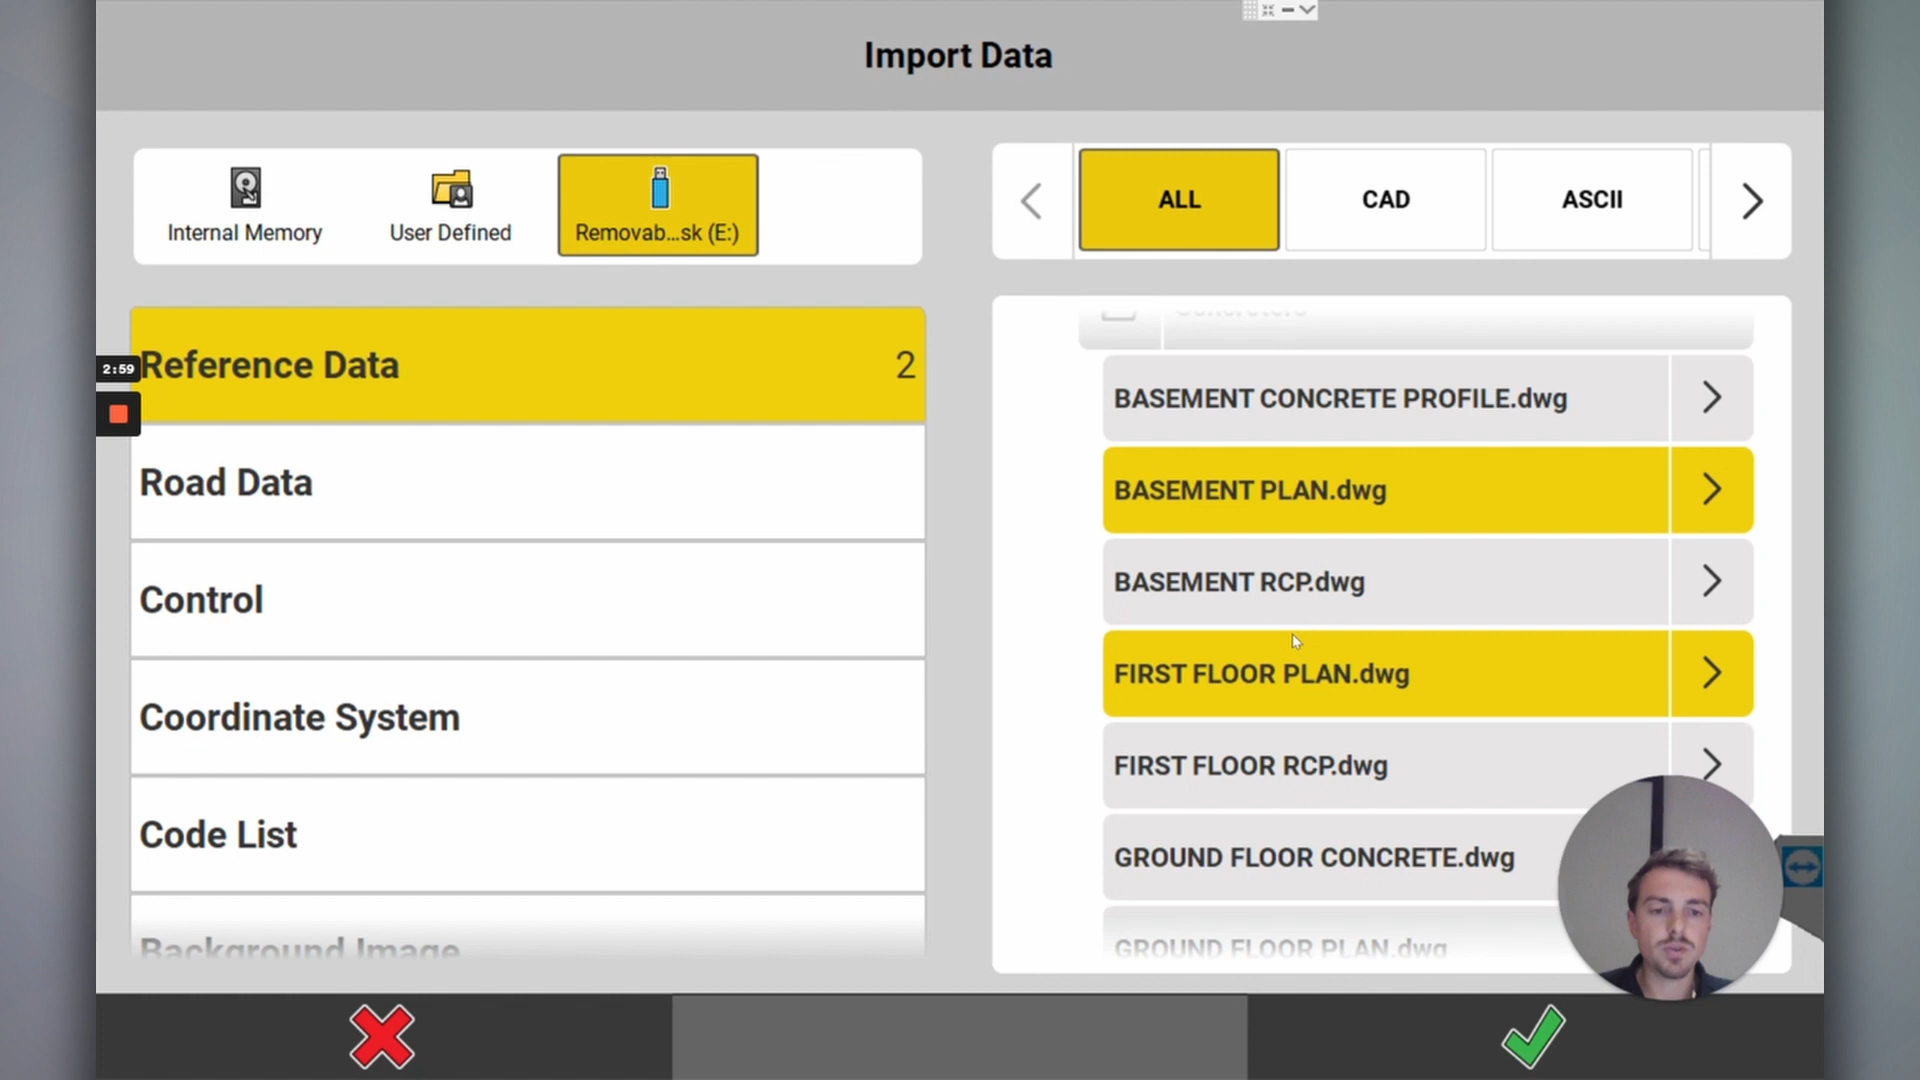 Import Data
Internal Memory
User Defined
Removab...sk (E:)
ALL
CAD
ASCII
Reference Data
2
2:59
Road Data
Control
Coordinate System
Code List
Background Image
BASEMENT CONCRETE PROFILE.dwg
BASEMENT PLAN.dwg
BASEMENT RCP.dwg
FIRST FLOOR PLAN.dwg
FIRST FLOOR RCP.dwg
GROUND FLOOR CONCRETE.dwg
GROUND FLOOR PLAN.dwg